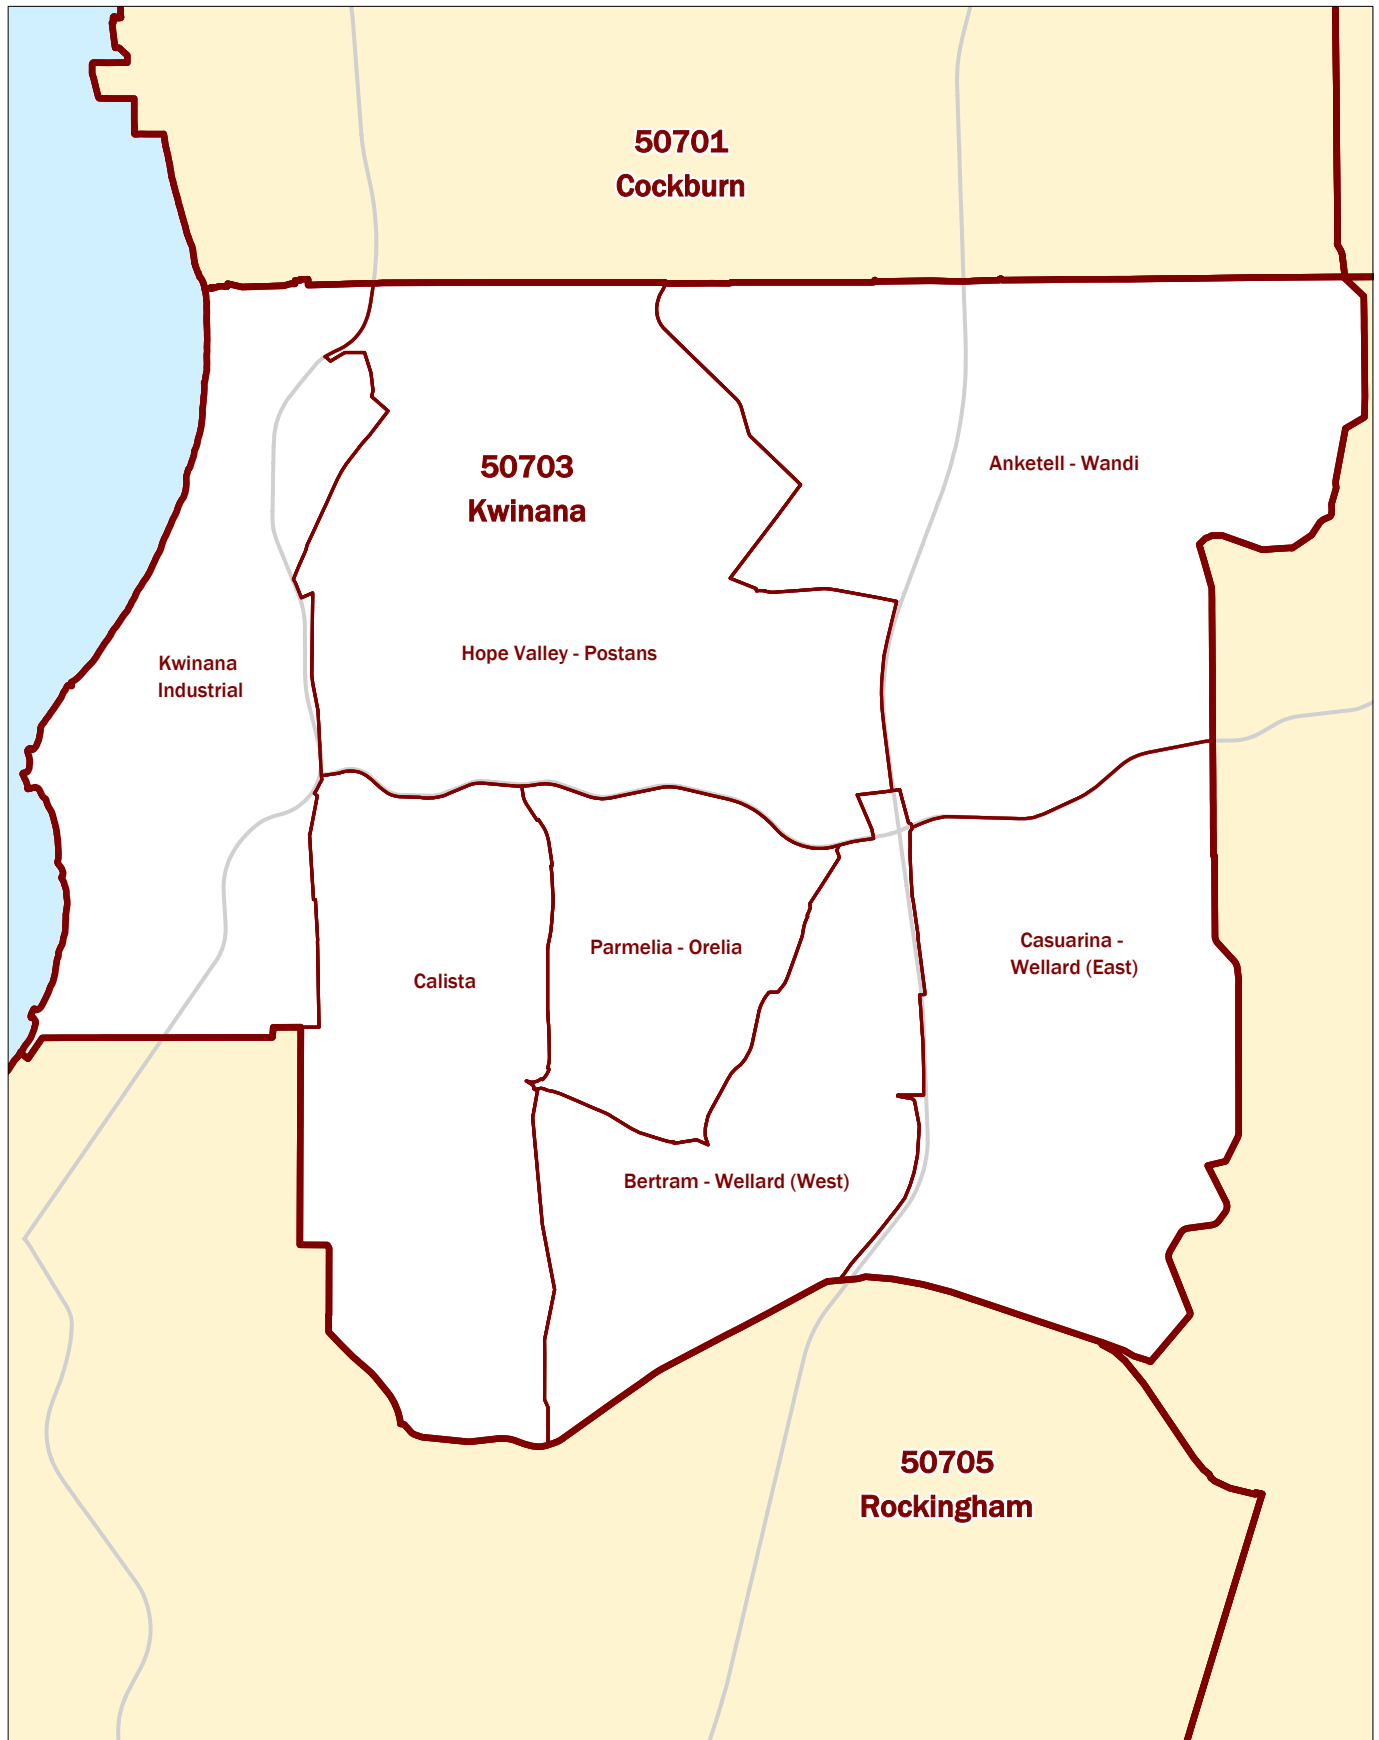 50701
Cockburn
50703
Kwinana
Anketell - Wandi
Hope Valley - Postans
Kwinana
Industrial
Parmelia - Orelia
Casuarina -
Wellard (East)
Calista
Bertram - Wellard (West)
50705
Rockingham